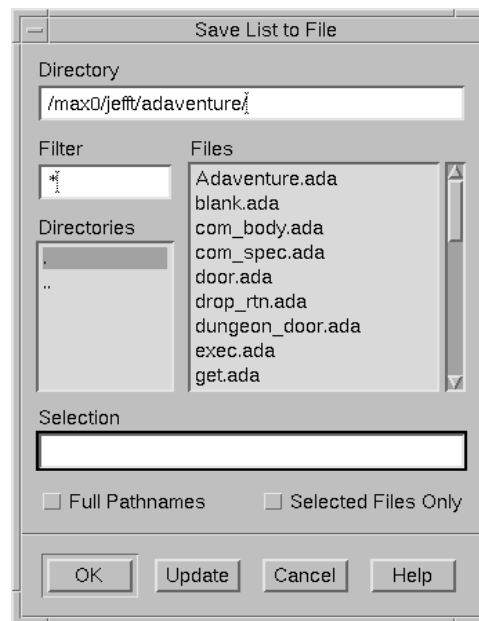 Save List to File
Directory
/max0/jefft/adaventure/
Filter
*
Files
Adaventure.ada
blank.ada
com_body.ada
com_spec.ada
door.ada
drop_rtn.ada
dungeon_door.ada
exec.ada
get.ada
Directories
.
..
Selection
Full Pathnames
Selected Files Only
OK
Update
Cancel
Help